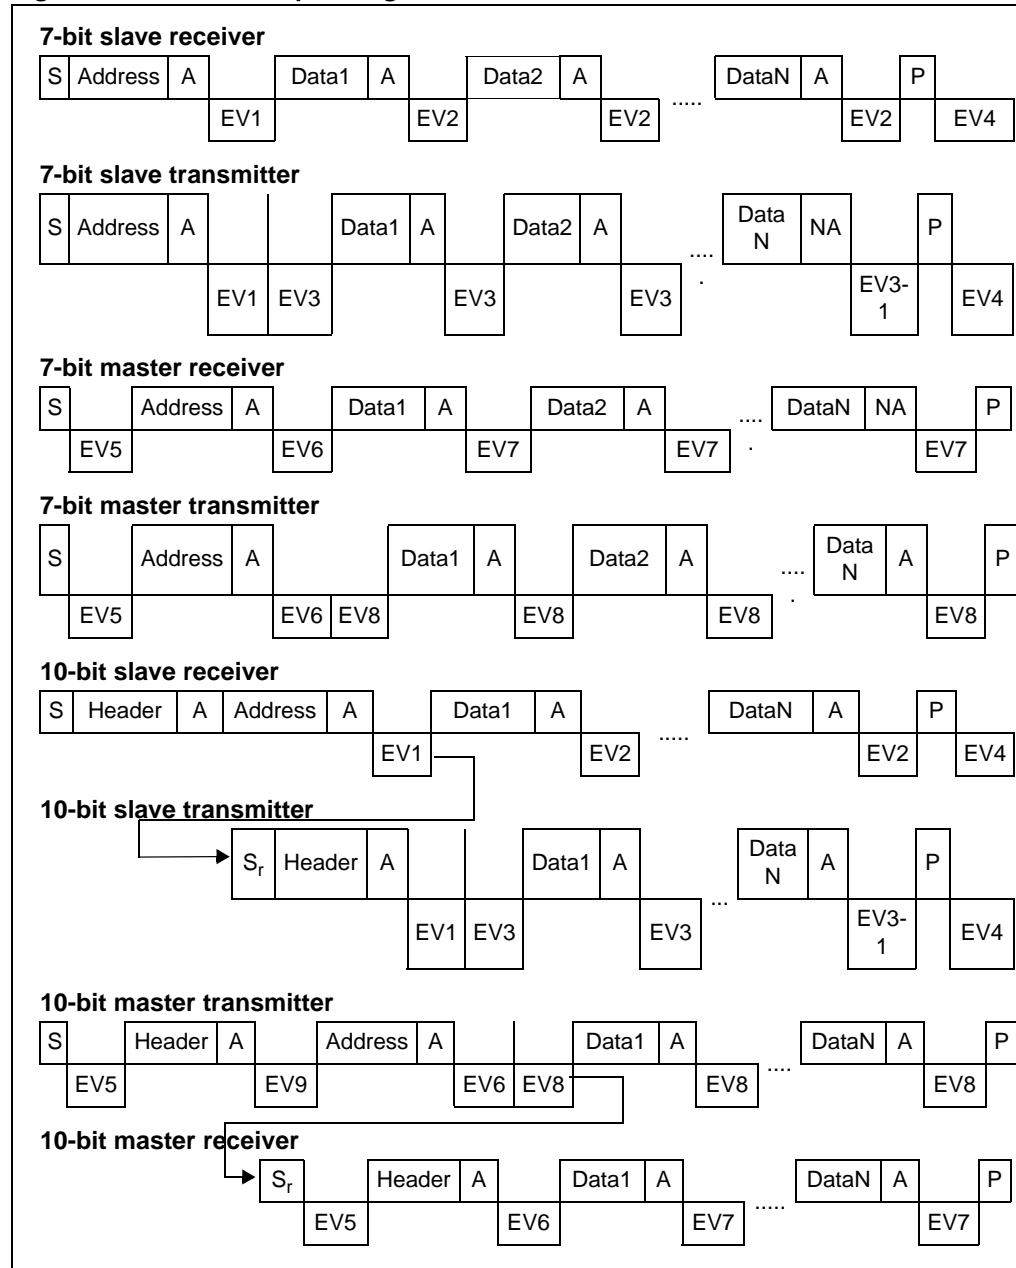 7-bit slave receiver
S Address A Data1 A Data2 A ..... DataN A P
EV1 EV2 EV2 EV2 EV4
7-bit slave transmitter
S Address A Data1 A Data2 A .... . Data N NA P
EV1 EV3 EV3 EV3 EV3-1 EV4
7-bit master receiver
S Address A Data1 A Data2 A .... . DataN NA P
EV5 EV6 EV7 EV7 EV7
7-bit master transmitter
S Address A Data1 A Data2 A .... . Data N A P
EV5 EV6 EV8 EV8 EV8 EV8
10-bit slave receiver
S Header A Address A Data1 A ..... DataN A P
EV1 EV2 EV2 EV4
10-bit slave transmitter
Sr Header A Data1 A ... Data N A P
EV1 EV3 EV3 EV3-1 EV4
10-bit master transmitter
S Header A Address A Data1 A .... DataN A P
EV5 EV9 EV6 EV8 EV8 EV8
10-bit master receiver
Sr Header A Data1 A ..... DataN A P
EV5 EV6 EV7 EV7